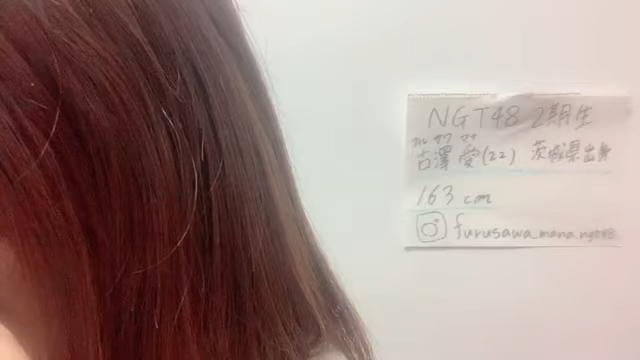 NGT48 2期生
フルサワ マナ
古澤 愛(22) 茨城県出身
163 cm
furusawa_mana_ngt48